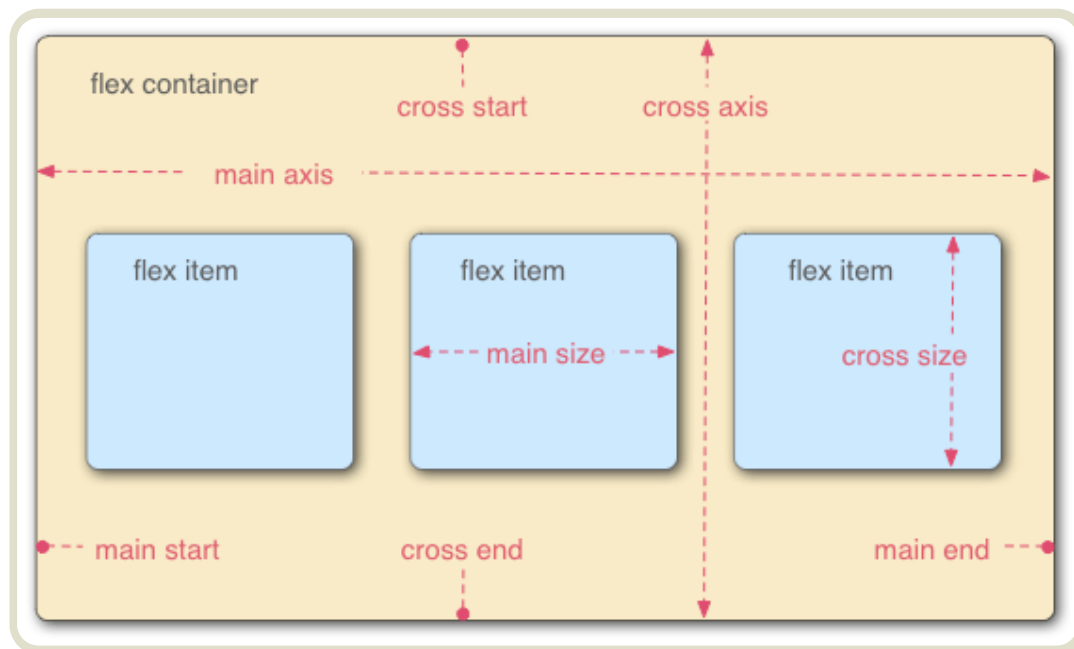 flex container
cross start
cross axis
main axis
flex item
flex item
flex item
main size
cross size
main start
cross end
main end